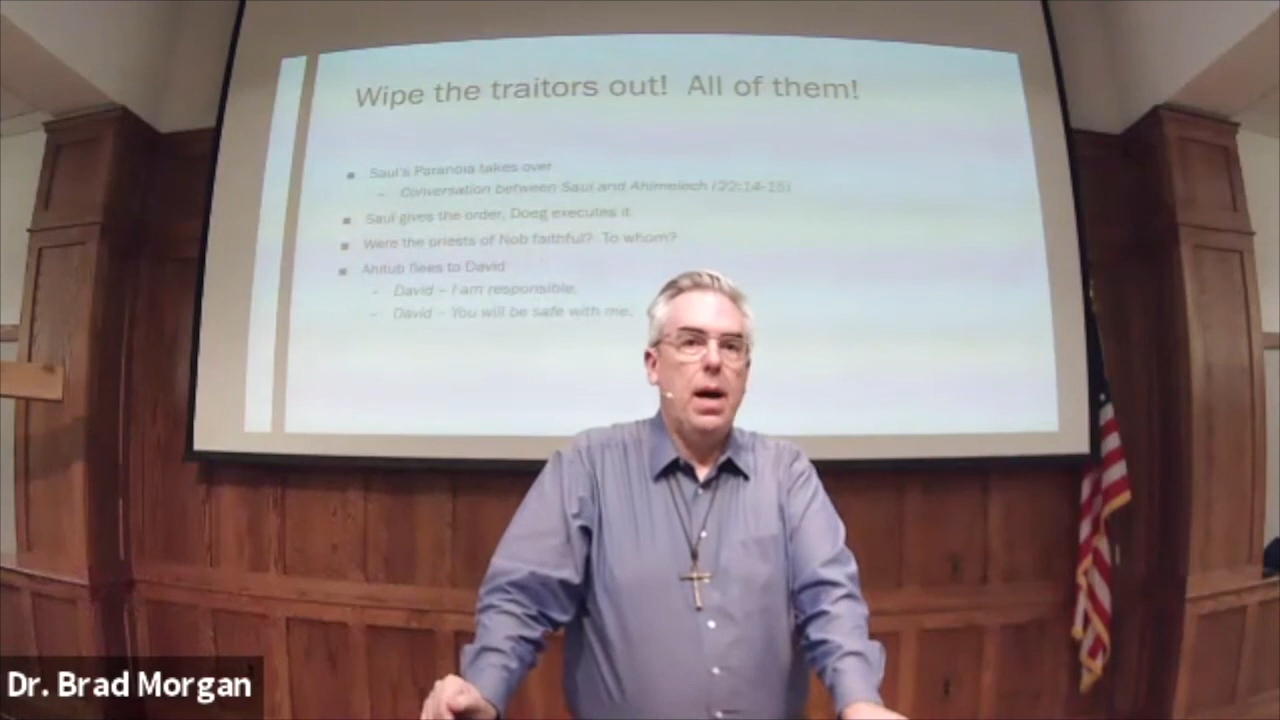 Wipe the traitors out! All of them!
Saul's Paranoia takes over
– Conversation between Saul and Ahimelech (22:14-15)
Saul gives the order, Doeg executes it
Were the priests of Nob faithful? To whom?
Ahitub flees to David
– David – I am responsible.
– David – You will be safe with me.
Dr. Brad Morgan